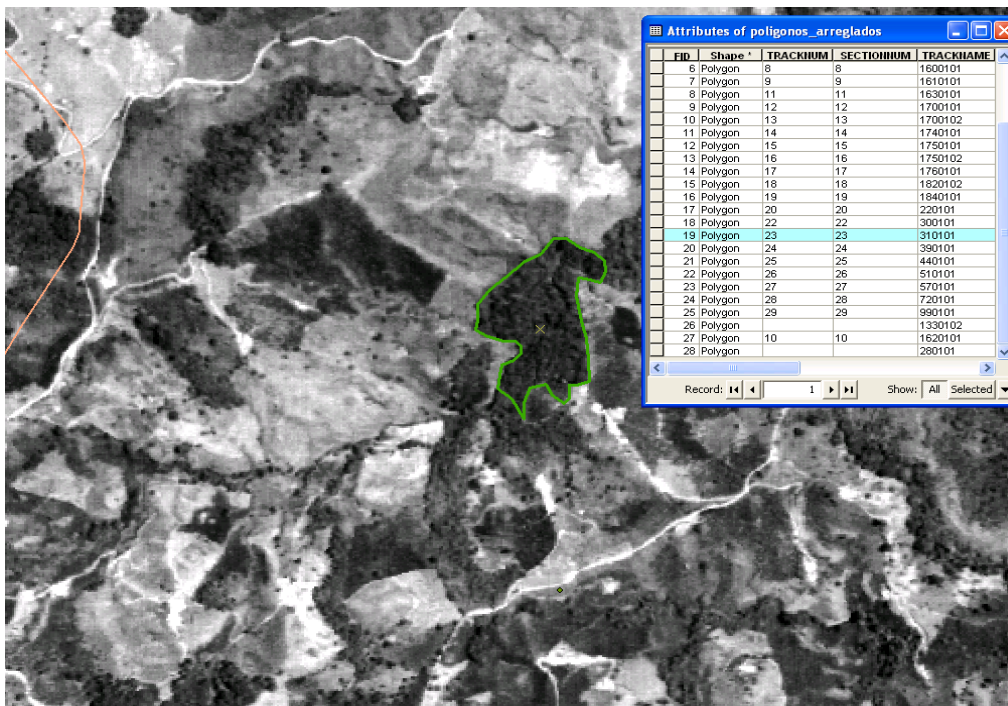 Attributes of poligonos_arreglados
FID Shape * TRACKNUM SECTIONNUM TRACKNAME
6 Polygon 8 8 1600101
7 Polygon 9 9 1610101
8 Polygon 11 11 1630101
9 Polygon 12 12 1700101
10 Polygon 13 13 1700102
11 Polygon 14 14 1740101
12 Polygon 15 15 1750101
13 Polygon 16 16 1750102
14 Polygon 17 17 1760101
15 Polygon 18 18 1820102
16 Polygon 19 19 1840101
17 Polygon 20 20 220101
18 Polygon 22 22 300101
19 Polygon 23 23 310101
20 Polygon 24 24 390101
21 Polygon 25 25 440101
22 Polygon 26 26 510101
23 Polygon 27 27 570101
24 Polygon 28 28 720101
25 Polygon 29 29 990101
26 Polygon 1330102
27 Polygon 10 10 1620101
28 Polygon 280101
Record: 1 Show: All Selected